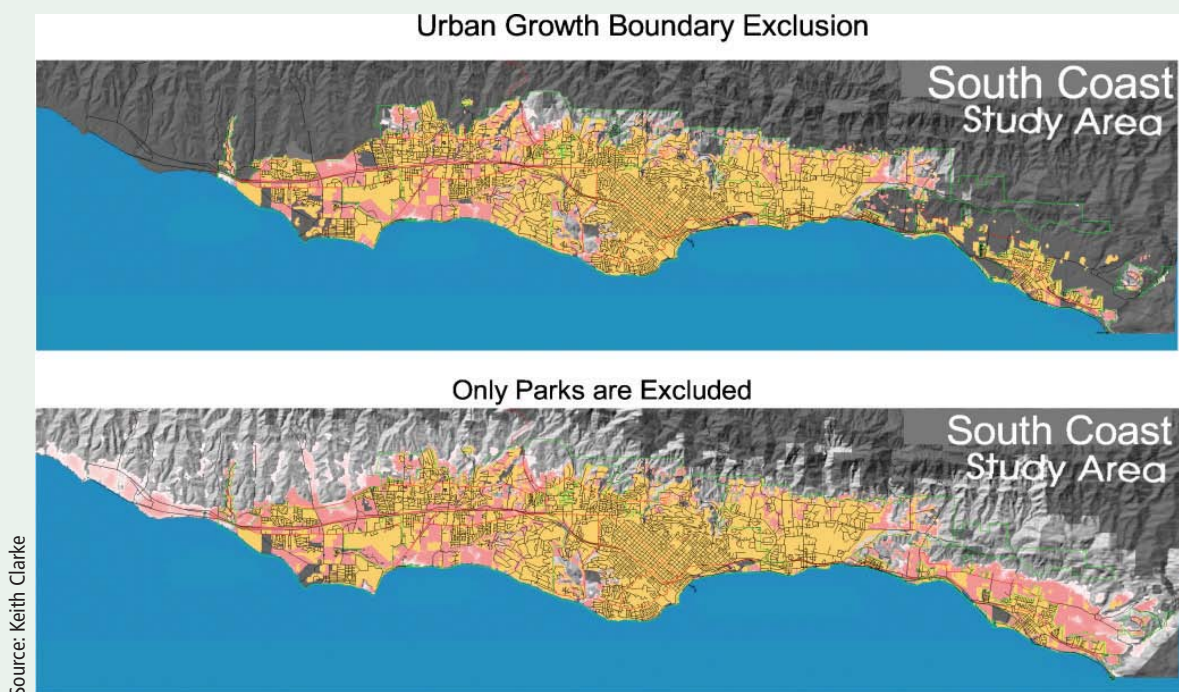 Urban Growth Boundary Exclusion
South Coast
Study Area
Only Parks are Excluded
South Coast
Study Area
Source: Keith Clarke